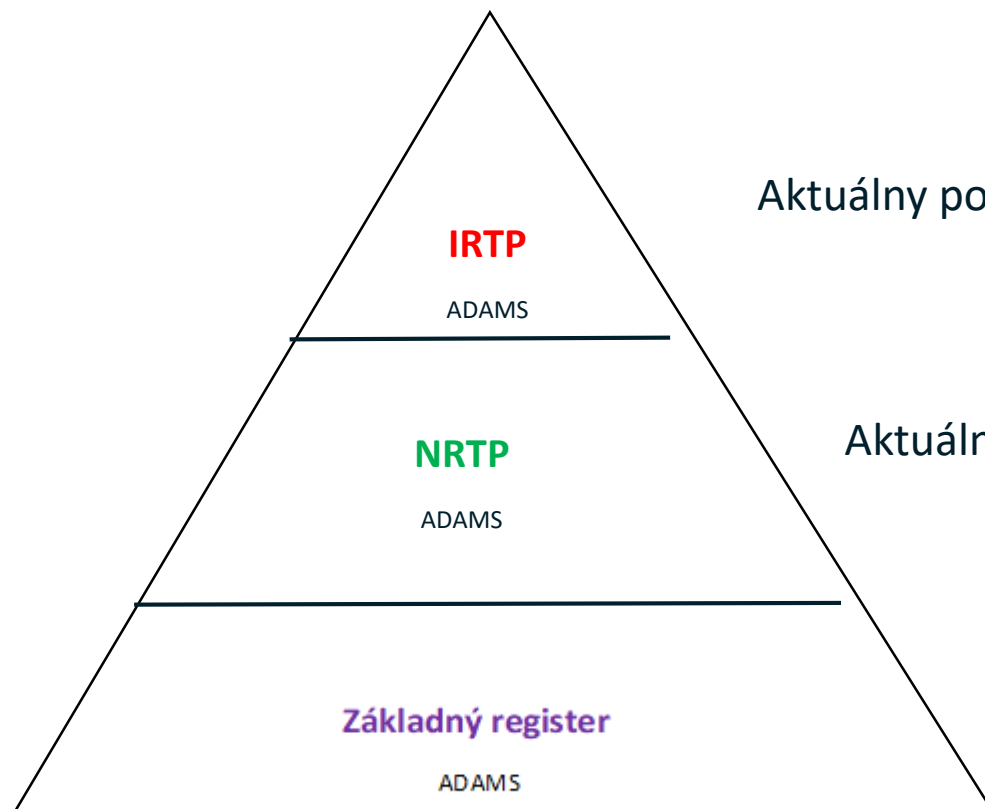 Aktuálny po
IRTP
ADAMS
NRTP
Aktuáln
ADAMS
Základný register
ADAMS